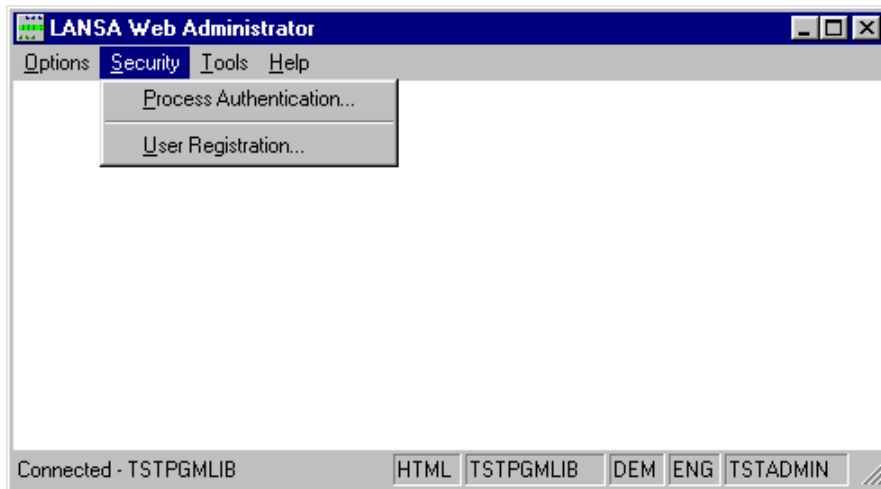 LANSA Web Administrator
Options Security Tools Help
Process Authentication...
User Registration...
Connected - TSTPGMLIB HTML TSTPGMLIB DEM ENG TSTADMIN